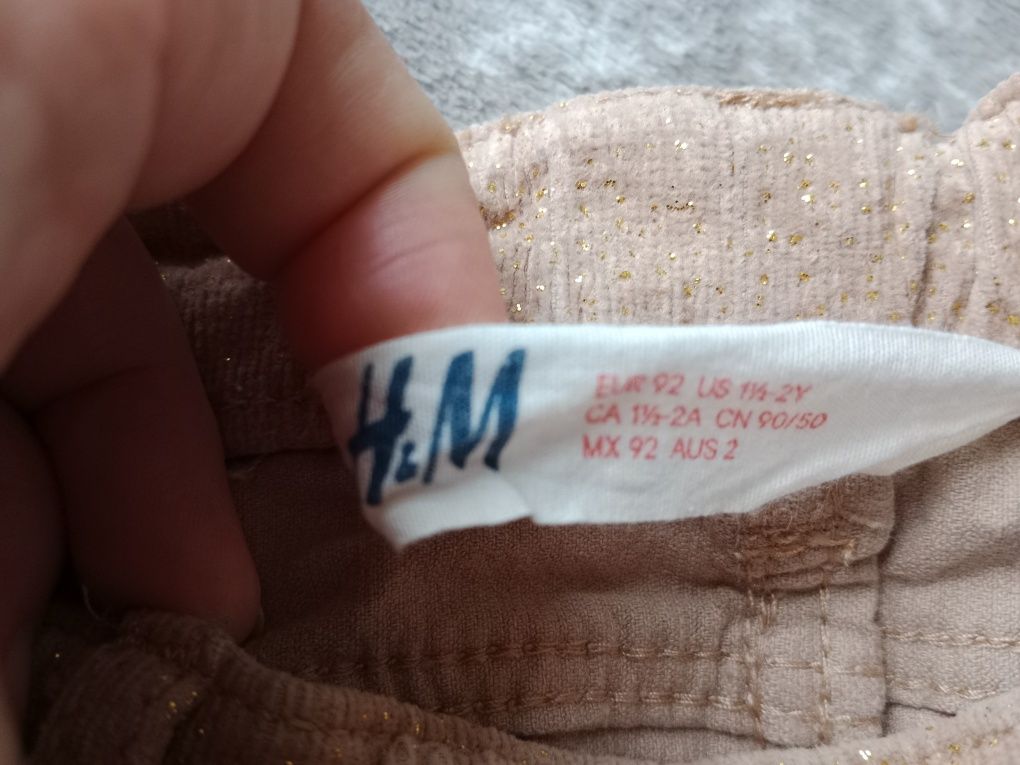 H&M
EUR 92 US 1½-2Y
CA 1½-2A CN 90/50
MX 92 AUS 2